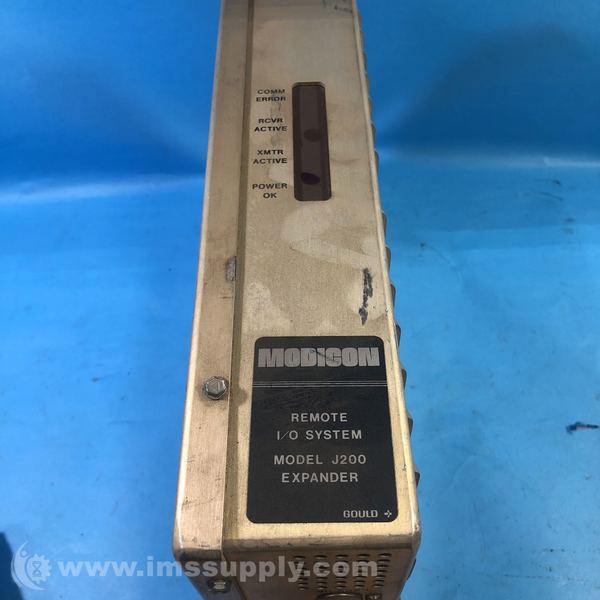 COMM
ERROR
RCVR
ACTIVE
XMTR
ACTIVE
POWER
OK
MODICON
REMOTE
I/O SYSTEM
MODEL J200
EXPANDER
GOULD
www.imssupply.com